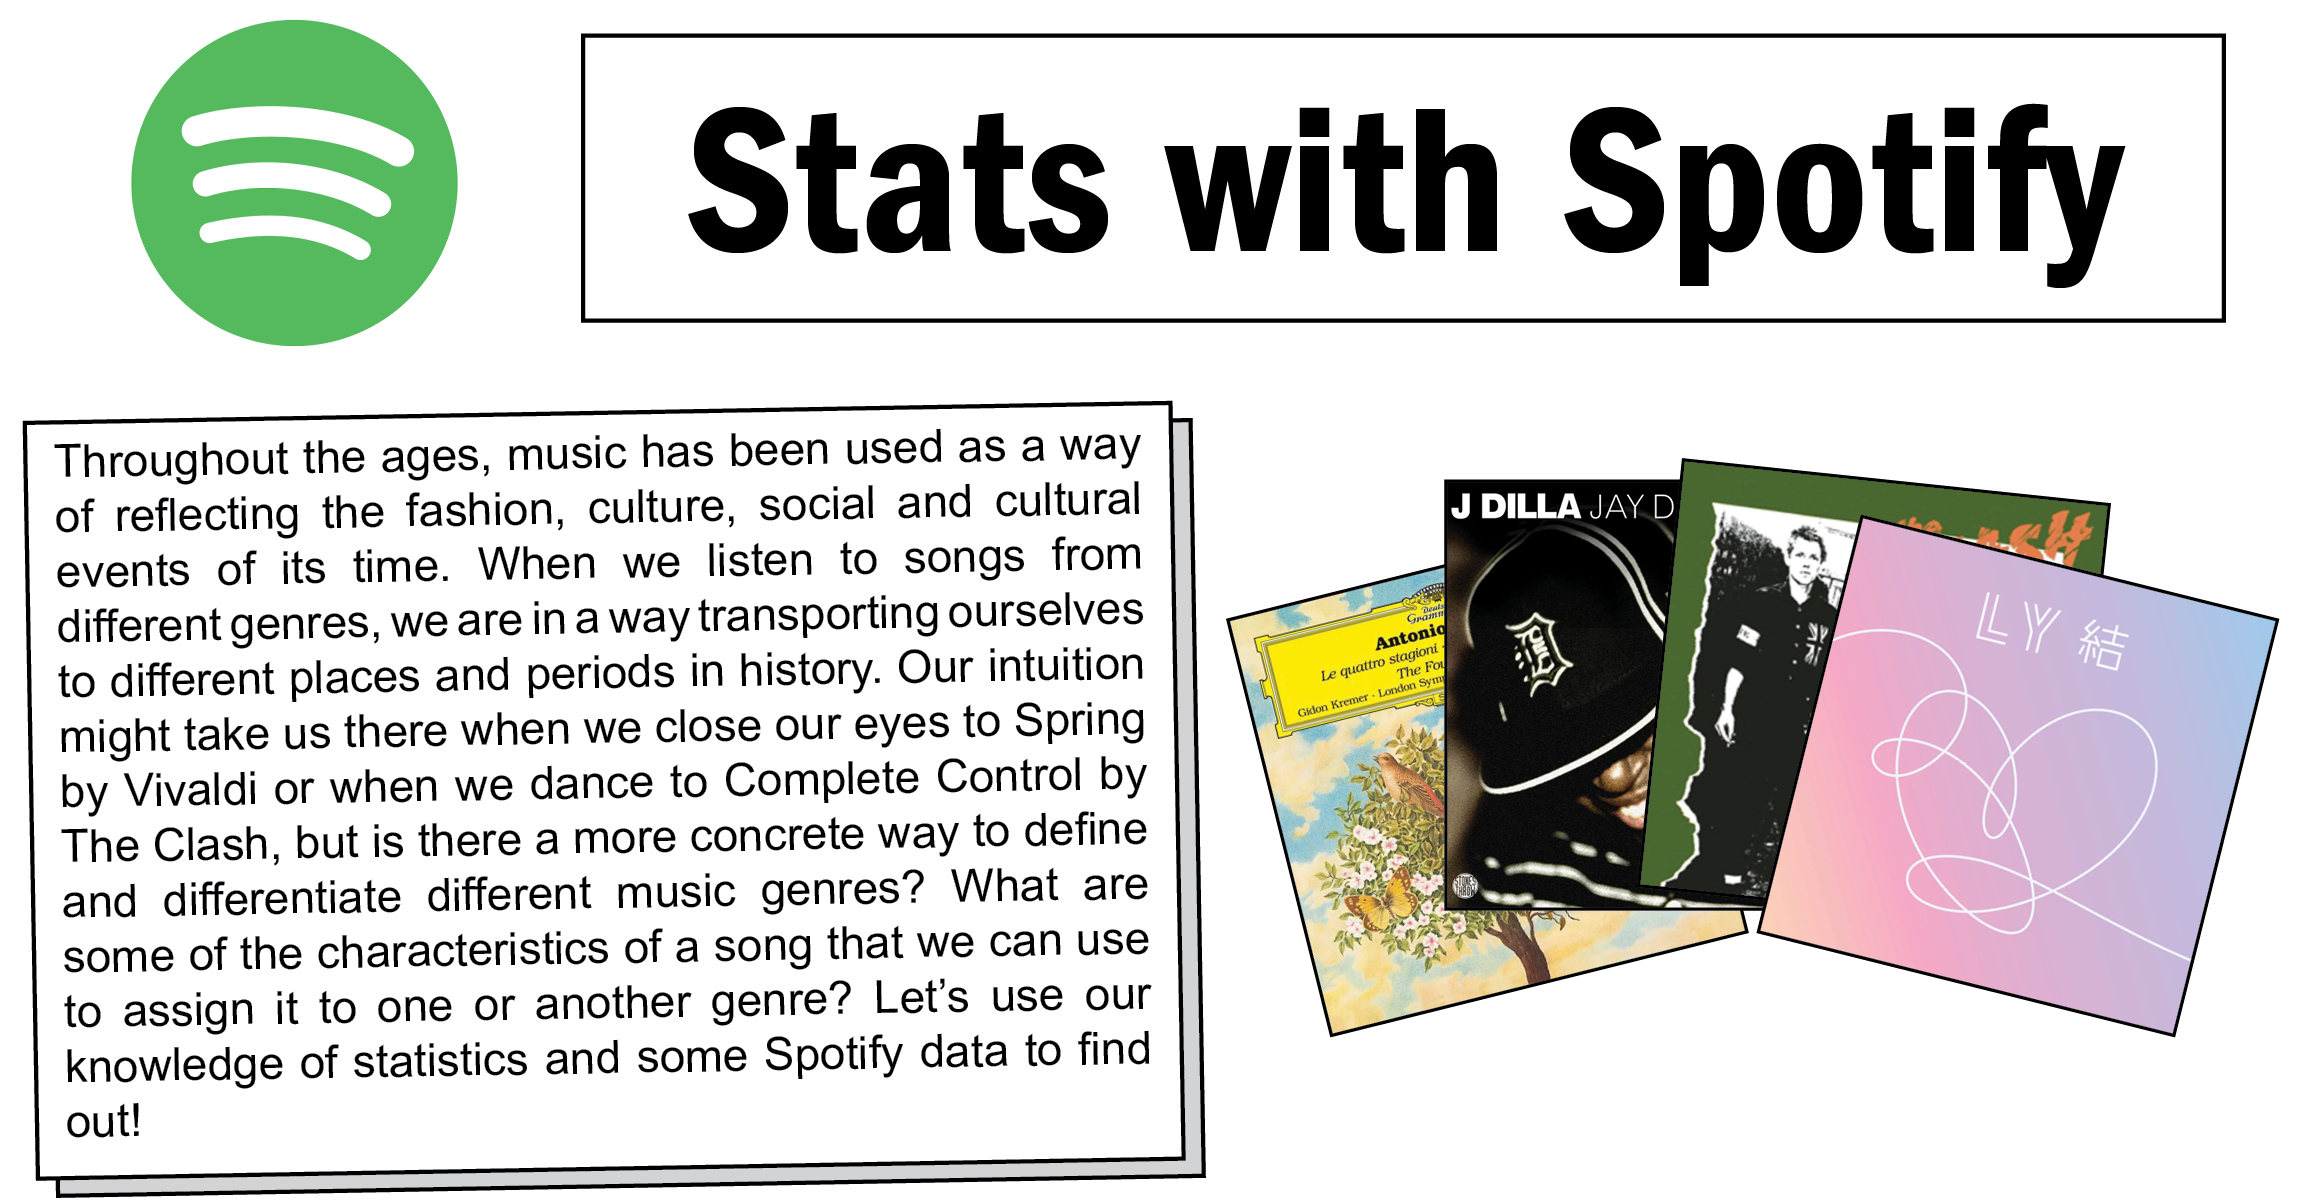 Stats with Spotify
Throughout the ages, music has been used as a way
of reflecting the fashion, culture, social and cultural
events of its time. When we listen to songs from
different genres, we are in a way transporting ourselves
to different places and periods in history. Our intuition
might take us there when we close our eyes to Spring
by Vivaldi or when we dance to Complete Control by
The Clash, but is there a more concrete way to define
and differentiate different music genres? What are
some of the characteristics of a song that we can use
to assign it to one or another genre? Let’s use our
knowledge of statistics and some Spotify data to find
out!
Antonio
Le quattro stagioni
The Fou
Gidon Kremer · London Symp
J DILLA JAY D
STONES
THROW
the
ASH
LY 結